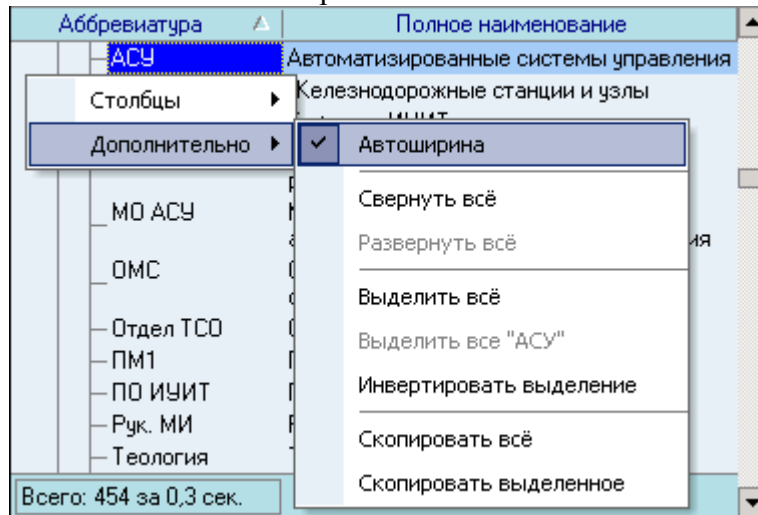 Аббревиатура Полное наименование
АСУ Автоматизированные системы управления
Столбцы Железнодорожные станции и узлы
Дополнительно Автоширина
Свернуть всё
МО АСУ
Развернуть всё
ОМС
Выделить всё
Отдел ТСО
Выделить все "АСУ"
ПМ1
ПО ИУИТ Инвертировать выделение
Рук. МИ
Скопировать всё
Теология
Скопировать выделенное
Всего: 454 за 0,3 сек.